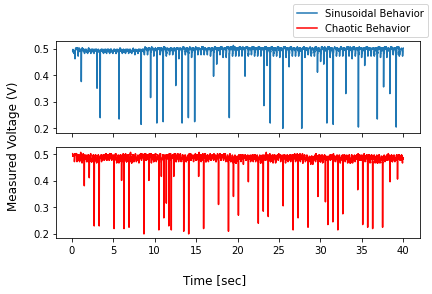 Sinusoidal Behavior
Chaotic Behavior
0.5
0.4
0.3
0.2
0.5
0.4
0.3
0.2
Measured Voltage (V)
0 5 10 15 20 25 30 35 40
Time [sec]